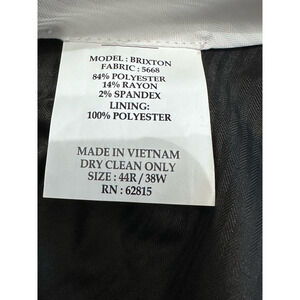 MODEL : BRIXTON
FABRIC : 5668
84% POLYESTER
14% RAYON
2% SPANDEX
LINING:
100% POLYESTER
MADE IN VIETNAM
DRY CLEAN ONLY
SIZE : 44R / 38W
RN : 62815